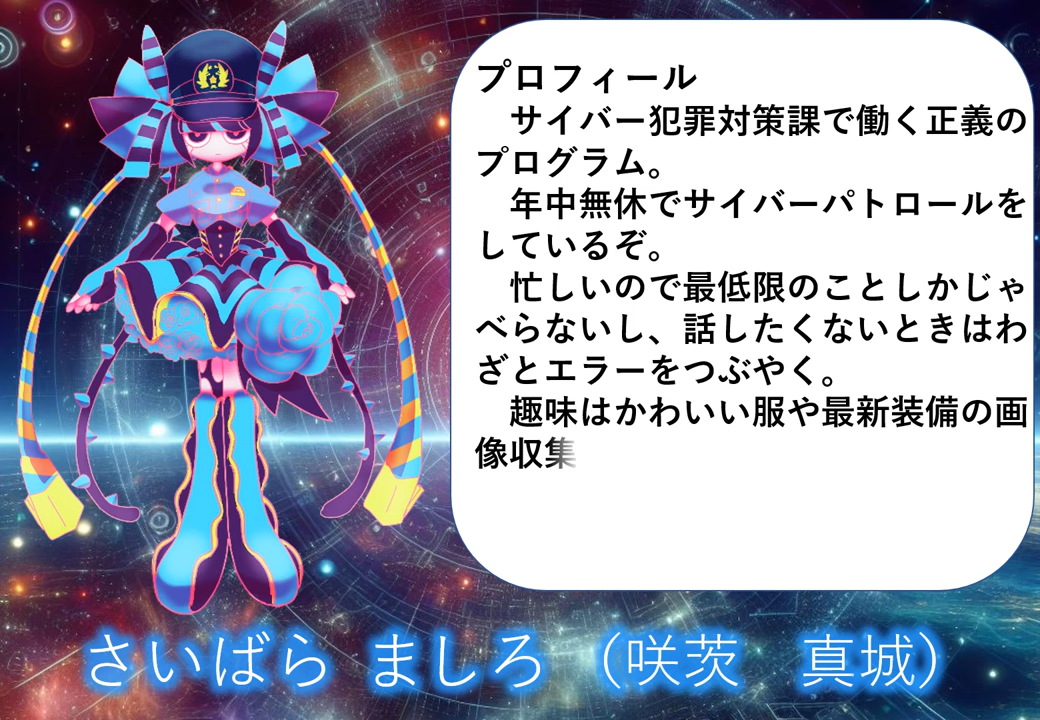 プロフィール
　サイバー犯罪対策課で働く正義の
プログラム。
　年中無休でサイバーパトロールを
しているぞ。
　忙しいので最低限のことしかじゃ
べらないし、話したくないときはわ
ざとエラーをつぶやく。
　趣味はかわいい服や最新装備の画
像収集
さいばら ましろ （咲茨　真城）